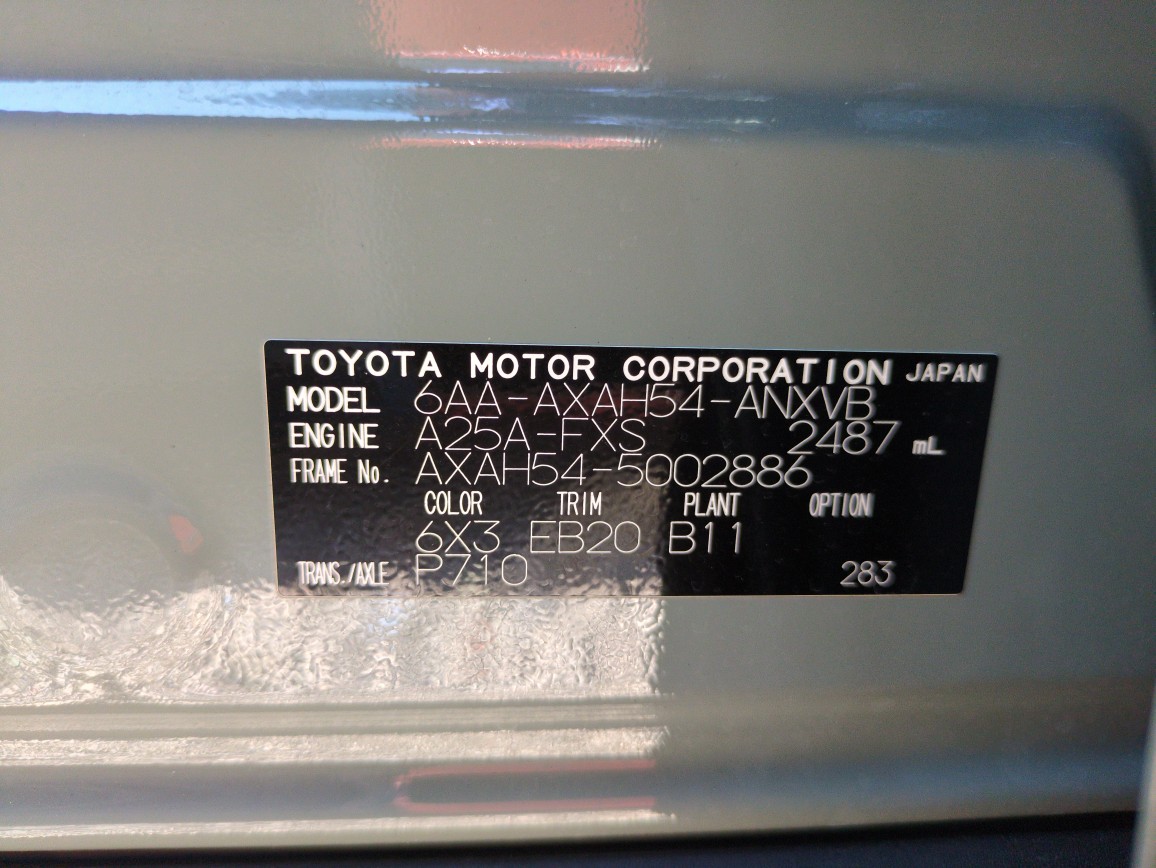 TOYOTA MOTOR CORPORATION JAPAN
MODEL 6AA-AXAH54-ANXVB
ENGINE A25A-FXS 2487 mL
FRAME No. AXAH54-5002886
COLOR TRIM PLANT OPTION
6X3 EB20 B11
TRANS./AXLE P710 283